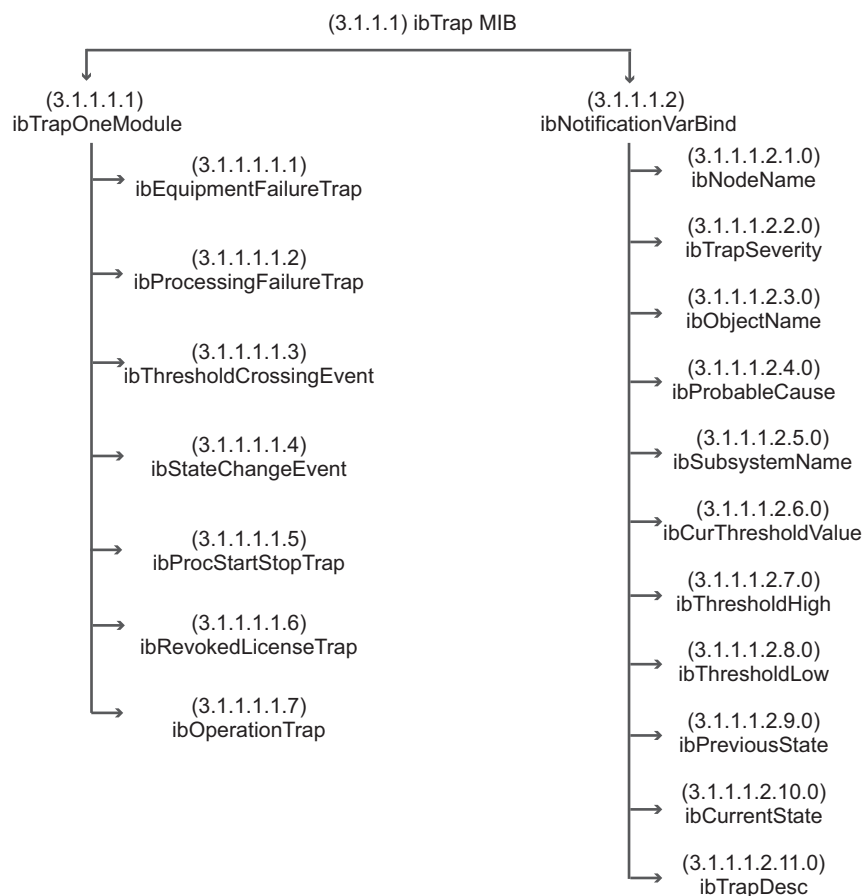 (3.1.1.1) ibTrap MIB
(3.1.1.1.1)
ibTrapOneModule
(3.1.1.1.1.1)
ibEquipmentFailureTrap
(3.1.1.1.1.2)
ibProcessingFailureTrap
(3.1.1.1.1.3)
ibThresholdCrossingEvent
(3.1.1.1.1.4)
ibStateChangeEvent
(3.1.1.1.1.5)
ibProcStartStopTrap
(3.1.1.1.1.6)
ibRevokedLicenseTrap
(3.1.1.1.1.7)
ibOperationTrap
(3.1.1.1.2)
ibNotificationVarBind
(3.1.1.1.2.1.0)
ibNodeName
(3.1.1.1.2.2.0)
ibTrapSeverity
(3.1.1.1.2.3.0)
ibObjectName
(3.1.1.1.2.4.0)
ibProbableCause
(3.1.1.1.2.5.0)
ibSubsystemName
(3.1.1.1.2.6.0)
ibCurThresholdValue
(3.1.1.1.2.7.0)
ibThresholdHigh
(3.1.1.1.2.8.0)
ibThresholdLow
(3.1.1.1.2.9.0)
ibPreviousState
(3.1.1.1.2.10.0)
ibCurrentState
(3.1.1.1.2.11.0)
ibTrapDesc